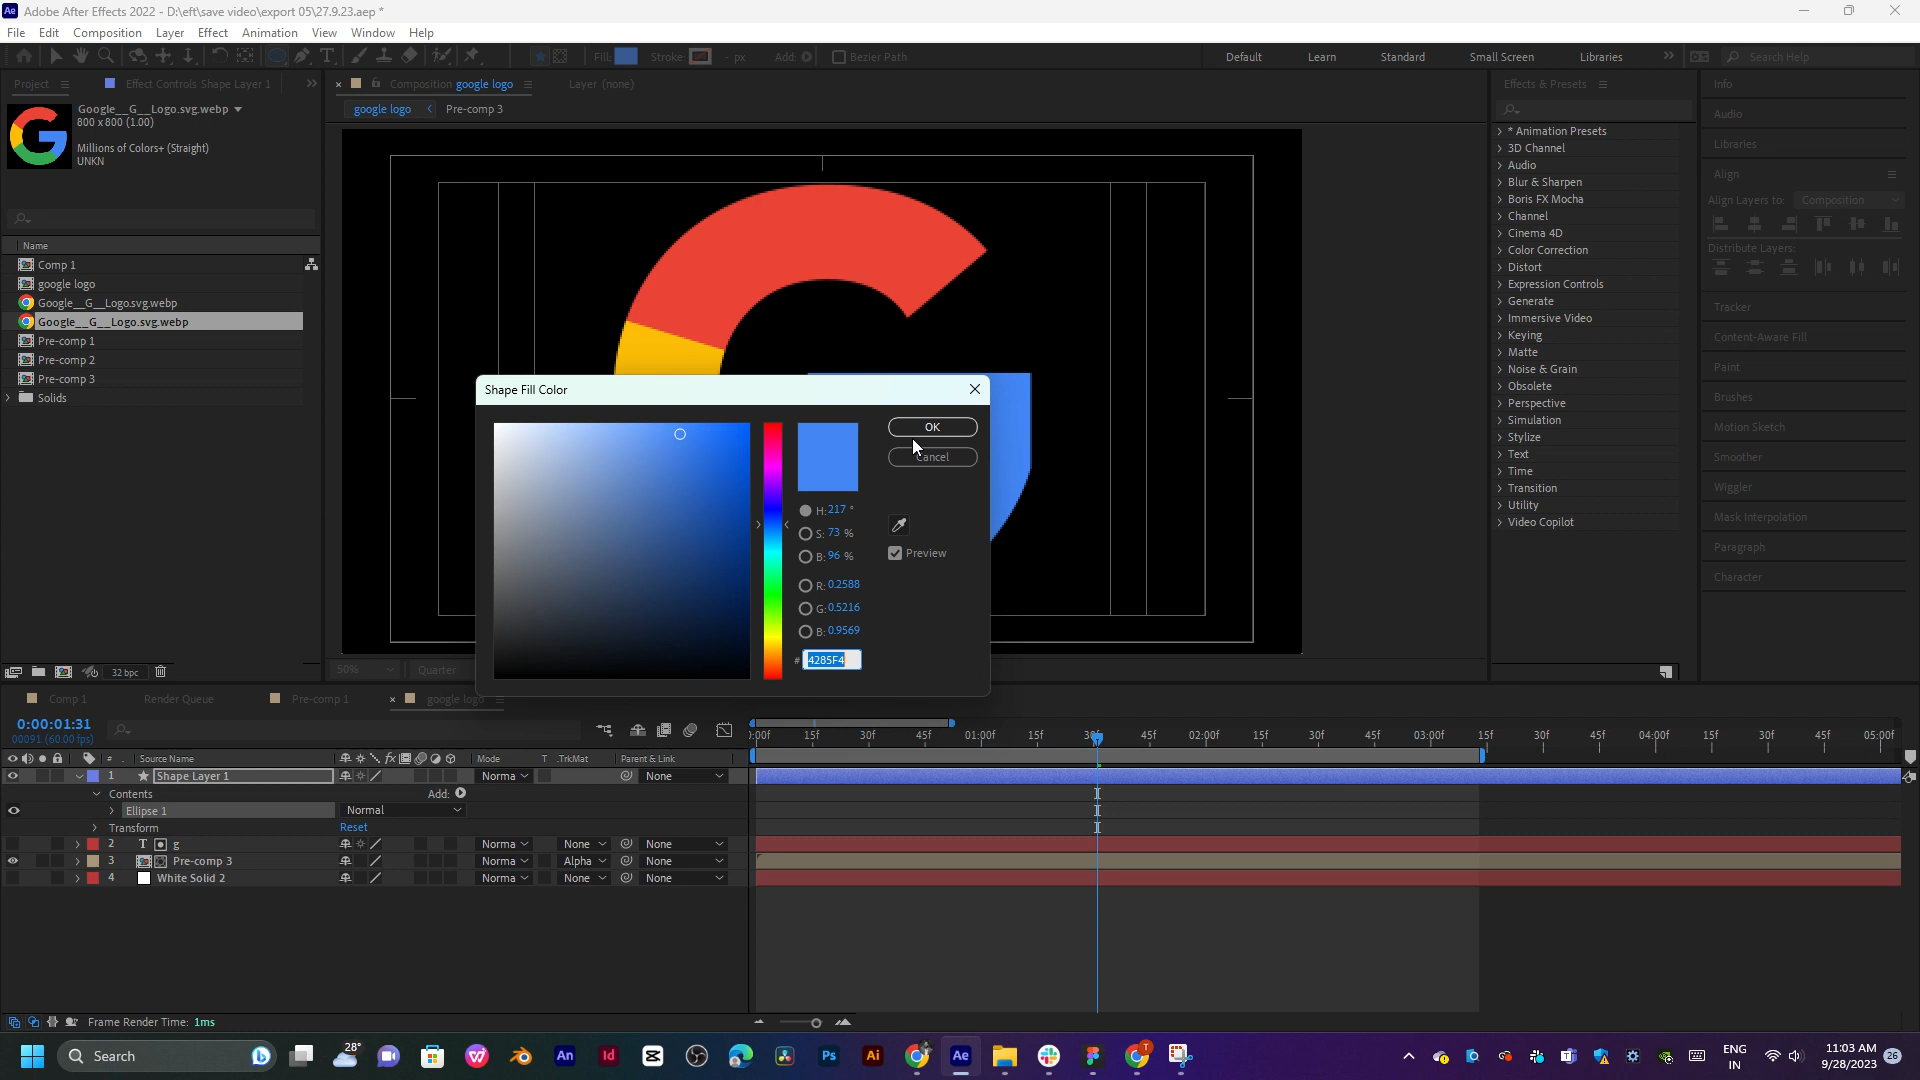 Adobe After Effects 2022 - D:\eft\save video\export 05\27.9.23.aep *
File Edit Composition Layer Effect Animation View Window Help
Fill: Stroke: - px Add: Bezier Path Default Learn Standard Small Screen Libraries Search Help
Project Effect Controls Shape Layer 1 Composition google logo Layer (none) Effects & Presets Info
Google__G__Logo.svg.webp
800 x 800 (1.00)
Millions of Colors+ (Straight)
UNKN
google logo Pre-comp 3
Name
Comp 1
google logo
Google__G__Logo.svg.webp
Google__G__Logo.svg.webp
Pre-comp 1
Pre-comp 2
Pre-comp 3
Solids
32 bpc
50% Quarter
Shape Fill Color
OK
Cancel
H: 217 °
S: 73 %
B: 96 %
Preview
R: 0.2588
G: 0.5216
B: 0.9569
# 4285F4
* Animation Presets
3D Channel
Audio
Blur & Sharpen
Boris FX Mocha
Channel
Cinema 4D
Color Correction
Distort
Expression Controls
Generate
Immersive Video
Keying
Matte
Noise & Grain
Obsolete
Perspective
Simulation
Stylize
Text
Time
Transition
Utility
Video Copilot
Audio
Libraries
Align
Align Layers to: Composition
Distribute Layers:
Tracker
Content-Aware Fill
Paint
Brushes
Motion Sketch
Smoother
Wiggler
Mask Interpolation
Paragraph
Character
Comp 1 Render Queue Pre-comp 1 google logo
0:00:01:31
00091 (60.00 fps)
# Source Name Mode T .TrkMat Parent & Link
):00f 15f 30f 45f 01:00f 15f 30f 45f 02:00f 15f 30f 45f 03:00f 15f 30f 45f 04:00f 15f 30f 45f 05:00f
1 Shape Layer 1 Norma None
Contents Add:
Ellipse 1 Normal
Transform Reset
2 T g Norma None None
3 Pre-comp 3 Norma Alpha None
4 White Solid 2 Norma None None
Frame Render Time: 1ms
Search 28° An Id Ps Ai Ae ENG
IN
11:03 AM
9/28/2023
26